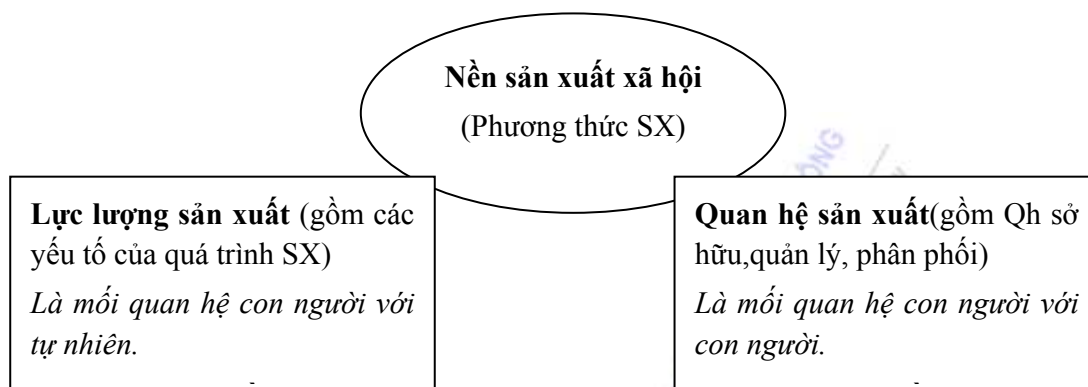 Nền sản xuất xã hội
(Phương thức SX)
Lực lượng sản xuất (gồm các
yếu tố của quá trình SX)
Là mối quan hệ con người với
tự nhiên.
Quan hệ sản xuất(gồm Qh sở
hữu,quản lý, phân phối)
Là mối quan hệ con người với
con người.